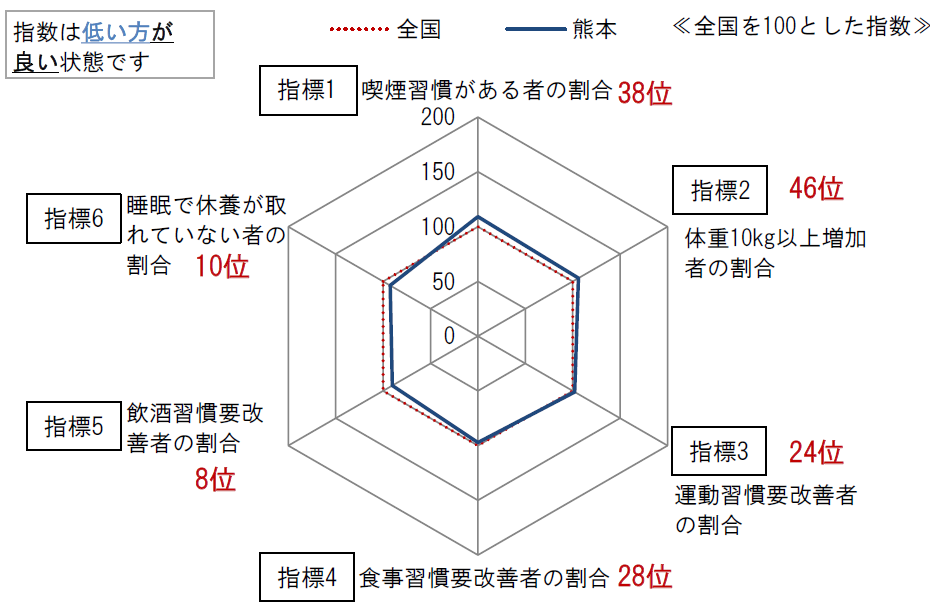 指数は低い方が
良い状態です
全国
熊本
≪全国を100とした指数≫
指標1
喫煙習慣がある者の割合
38位
200
150
100
50
0
指標2
46位
体重10kg以上増加
者の割合
指標3
24位
運動習慣要改善者
の割合
指標4
食事習慣要改善者の割合
28位
指標5
飲酒習慣要改
善者の割合
8位
指標6
睡眠で休養が取
れていない者の
割合
10位